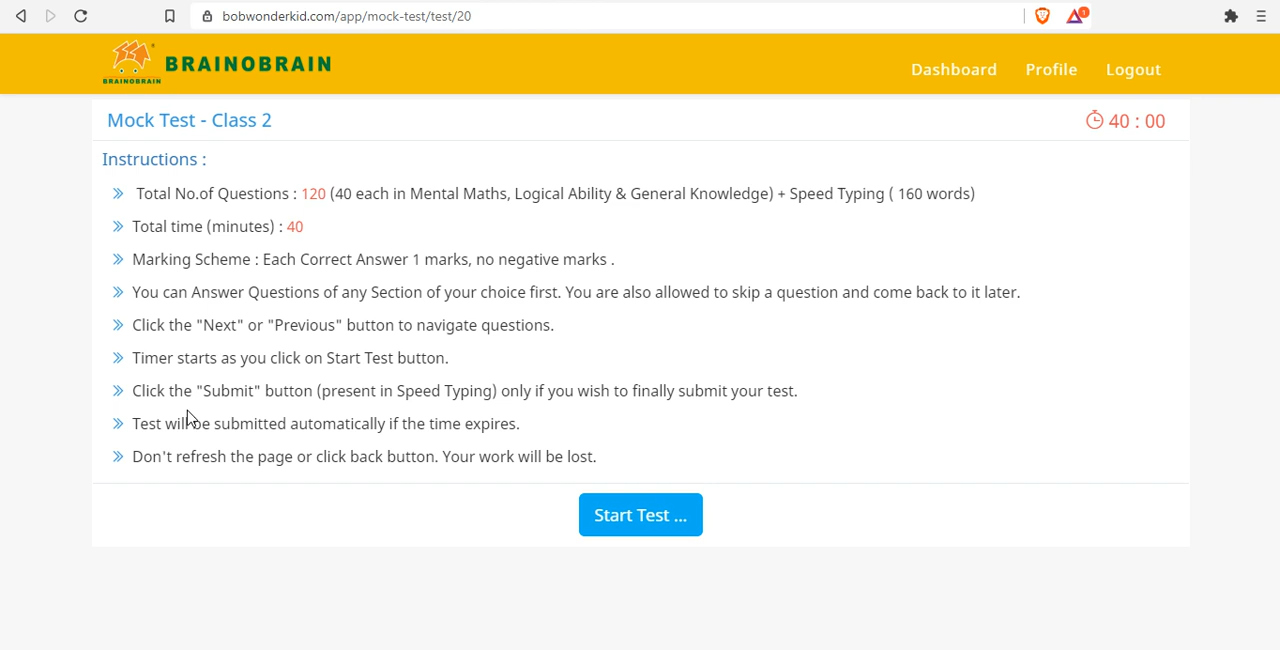 bobwonderkid.com/app/mock-test/test/20
1
BRAINOBRAIN
BRAINOBRAIN
Dashboard Profile Logout
Mock Test - Class 2
40 : 00
Instructions :
Total No.of Questions : 120 (40 each in Mental Maths, Logical Ability & General Knowledge) + Speed Typing ( 160 words)
Total time (minutes) : 40
Marking Scheme : Each Correct Answer 1 marks, no negative marks .
You can Answer Questions of any Section of your choice first. You are also allowed to skip a question and come back to it later.
Click the "Next" or "Previous" button to navigate questions.
Timer starts as you click on Start Test button.
Click the "Submit" button (present in Speed Typing) only if you wish to finally submit your test.
Test will be submitted automatically if the time expires.
Don't refresh the page or click back button. Your work will be lost.
Start Test ...